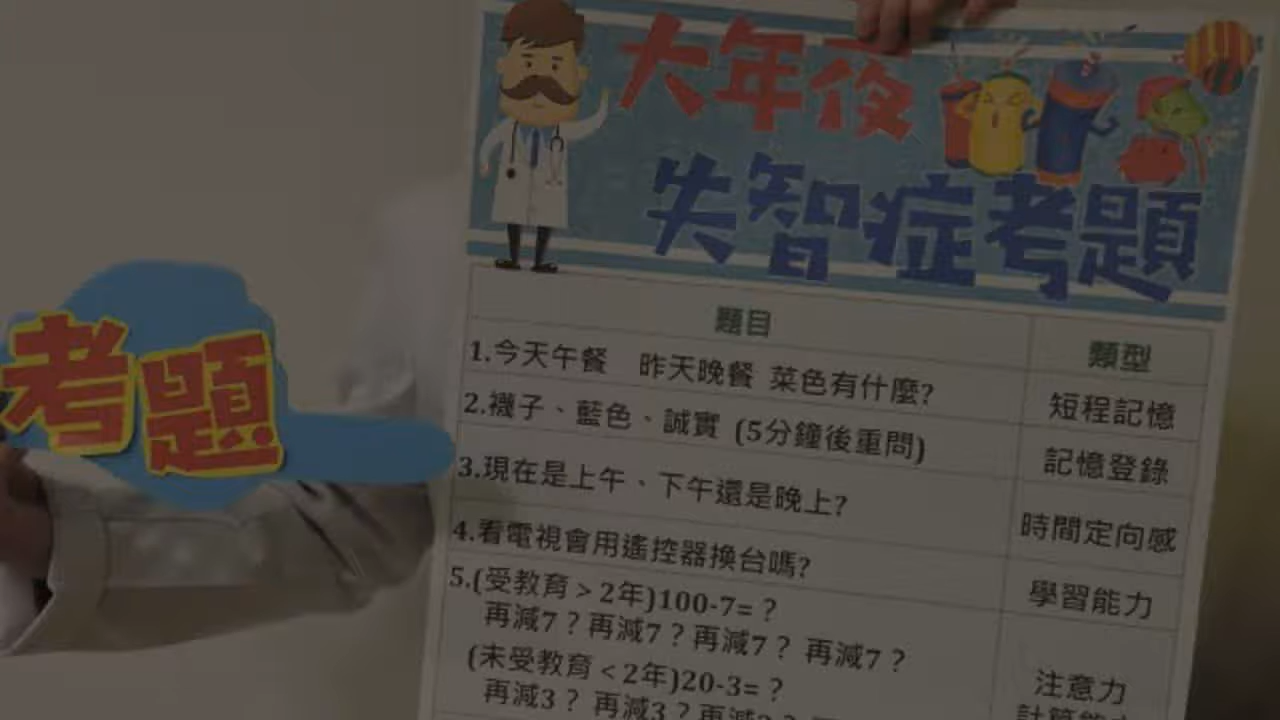 大年夜
失智症考題
考題
題目 類型
1.今天午餐 昨天晚餐 菜色有什麼? 短程記憶
2.襪子、藍色、誠實 (5分鐘後重問) 記憶登錄
3.現在是上午、下午還是晚上? 時間定向感
4.看電視會用遙控器換台嗎? 學習能力
5.(受教育>2年)100-7=?
再減7?再減7?再減7?再減7?
(未受教育<2年)20-3=? 注意力
再減3?再減3?再減3?